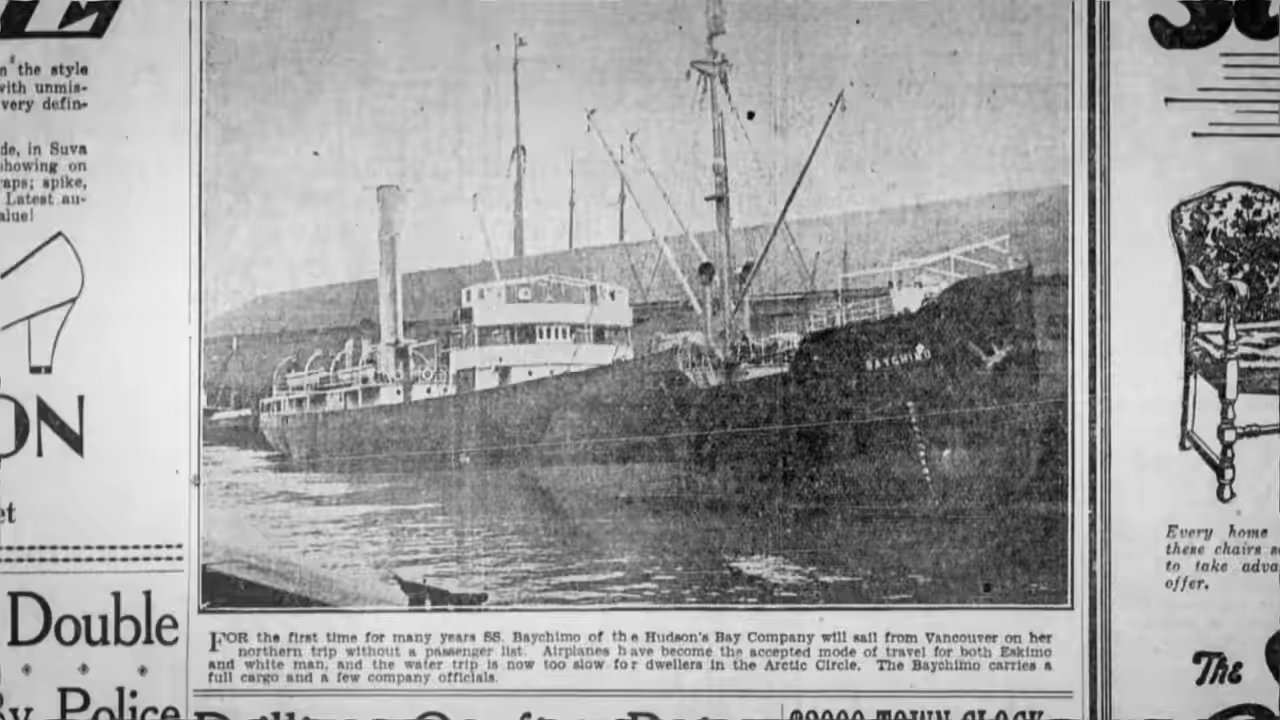 the style
with unmis-
very defin-
de, in Suva
showing on
raps; spike,
Latest au-
alue!
ON
et
Double
By Police
BAYCHIMO
FOR the first time for many years SS. Baychimo of the Hudson's Bay Company will sail from Vancouver on her
northern trip without a passenger list. Airplanes have become the accepted mode of travel for both Eskimo
and white man, and the water trip is now too slow for dwellers in the Arctic Circle. The Baychimo carries a
full cargo and a few company officials.
$2000 TOWN CLOCK
Every home
these chairs
to take adva
offer.
The